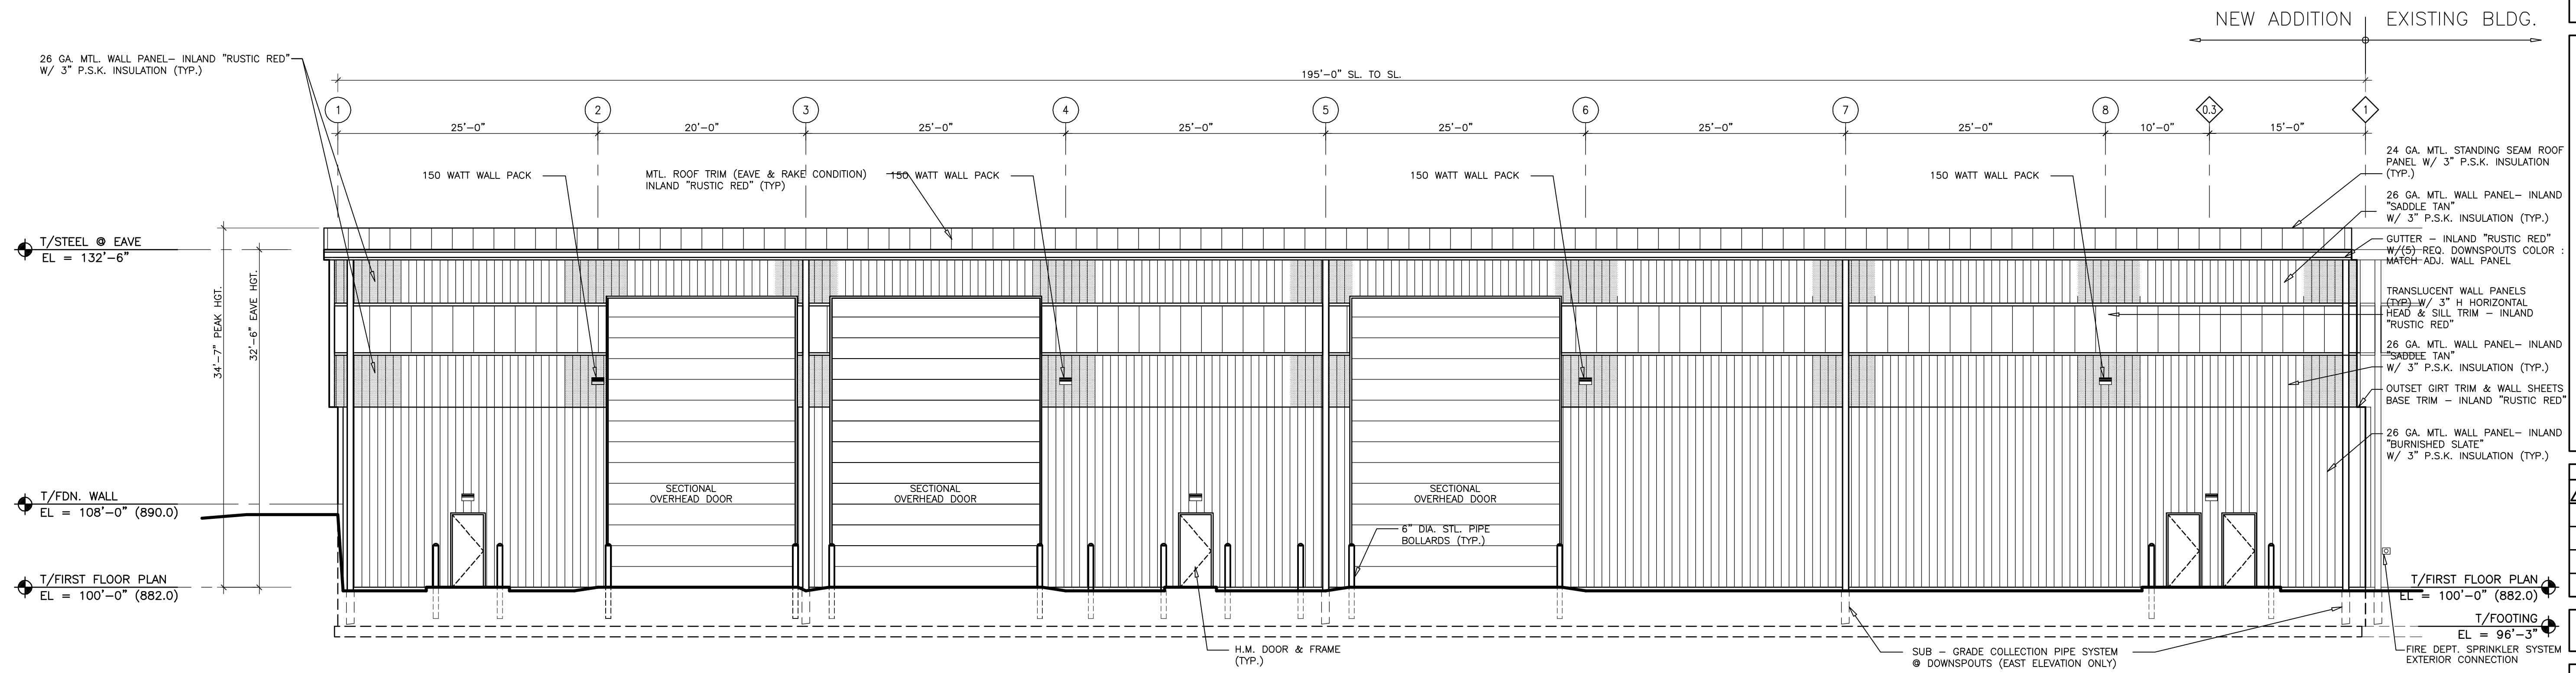 NEW ADDITION
EXISTING BLDG.
26 GA. MTL. WALL PANEL– INLAND "RUSTIC RED"
W/ 3" P.S.K. INSULATION (TYP.)
195'-0" SL. TO SL.
1
2
3
4
5
6
7
8
0.3
1
25'-0"
20'-0"
25'-0"
25'-0"
25'-0"
25'-0"
25'-0"
10'-0"
15'-0"
150 WATT WALL PACK
MTL. ROOF TRIM (EAVE & RAKE CONDITION)
INLAND "RUSTIC RED" (TYP)
150 WATT WALL PACK
150 WATT WALL PACK
150 WATT WALL PACK
24 GA. MTL. STANDING SEAM ROOF
PANEL W/ 3" P.S.K. INSULATION
(TYP.)
26 GA. MTL. WALL PANEL– INLAND
"SADDLE TAN"
W/ 3" P.S.K. INSULATION (TYP.)
GUTTER – INLAND "RUSTIC RED"
W/(5) REQ. DOWNSPOUTS COLOR :
MATCH ADJ. WALL PANEL
TRANSLUCENT WALL PANELS
(TYP) W/ 3" H HORIZONTAL
HEAD & SILL TRIM – INLAND
"RUSTIC RED"
26 GA. MTL. WALL PANEL– INLAND
"SADDLE TAN"
W/ 3" P.S.K. INSULATION (TYP.)
OUTSET GIRT TRIM & WALL SHEETS
BASE TRIM – INLAND "RUSTIC RED"
26 GA. MTL. WALL PANEL– INLAND
"BURNISHED SLATE"
W/ 3" P.S.K. INSULATION (TYP.)
T/STEEL @ EAVE
EL = 132'-6"
34'-7" PEAK HGT.
32'-6" EAVE HGT.
T/FDN. WALL
EL = 108'-0" (890.0)
T/FIRST FLOOR PLAN
EL = 100'-0" (882.0)
SECTIONAL
OVERHEAD DOOR
SECTIONAL
OVERHEAD DOOR
SECTIONAL
OVERHEAD DOOR
6" DIA. STL. PIPE
BOLLARDS (TYP.)
T/FIRST FLOOR PLAN
EL = 100'-0" (882.0)
T/FOOTING
EL = 96'-3"
H.M. DOOR & FRAME
(TYP.)
SUB – GRADE COLLECTION PIPE SYSTEM
@ DOWNSPOUTS (EAST ELEVATION ONLY)
FIRE DEPT. SPRINKLER SYSTEM
EXTERIOR CONNECTION